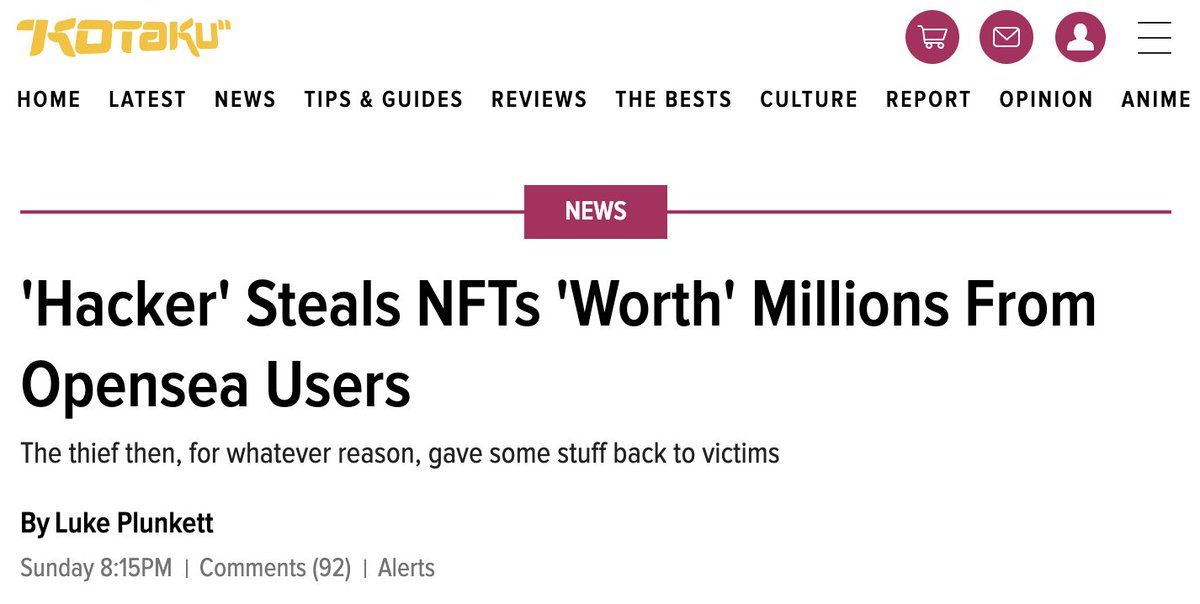 KOTaKU
HOME LATEST NEWS TIPS & GUIDES REVIEWS THE BESTS CULTURE REPORT OPINION ANIME
NEWS
'Hacker' Steals NFTs 'Worth' Millions From
Opensea Users
The thief then, for whatever reason, gave some stuff back to victims
By Luke Plunkett
Sunday 8:15PM | Comments (92) | Alerts